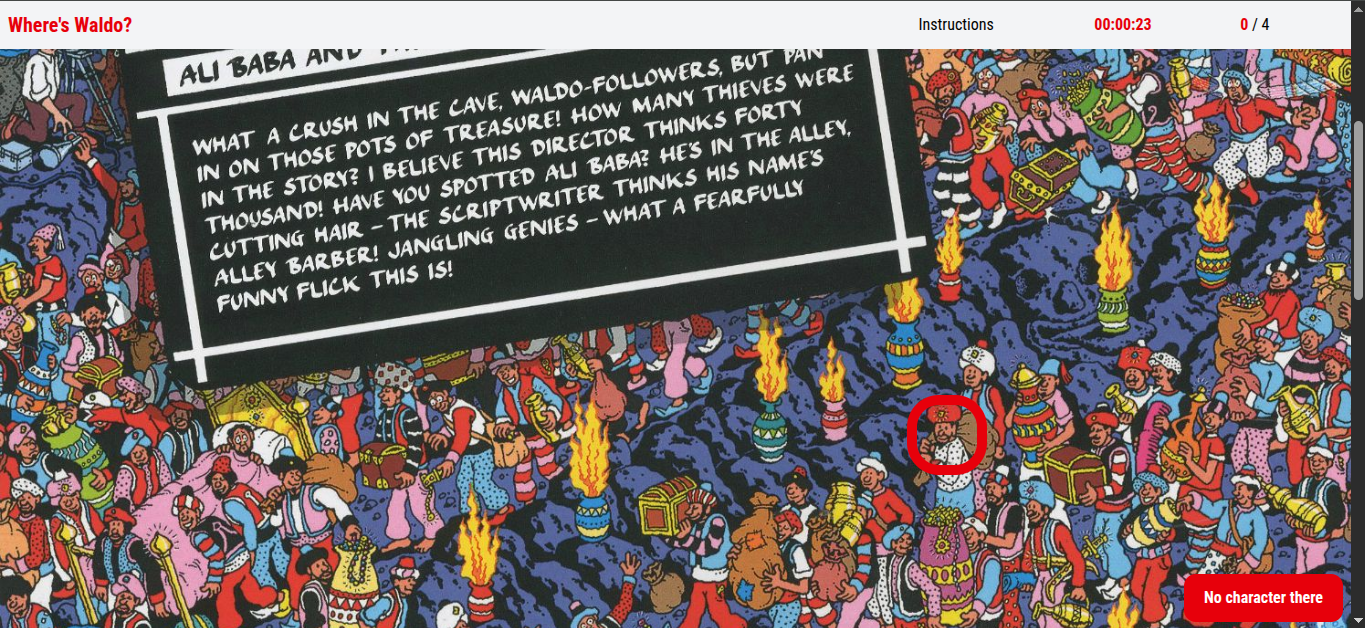 Where's Waldo?
Instructions
00:00:23
0 / 4
ALI BABA AND
WHAT A CRUSH IN THE CAVE, WALDO-FOLLOWERS, BUT PAN
IN ON THOSE POTS OF TREASURE! HOW MANY THIEVES WERE
IN THE STORY? I BELIEVE THIS DIRECTOR THINKS FORTY
THOUSAND! HAVE YOU SPOTTED ALI BABA? HE'S IN THE ALLEY,
CUTTING HAIR – THE SCRIPTWRITER THINKS HIS NAME'S
ALLEY BARBER! JANGLING GENIES – WHAT A FEARFULLY
FUNNY FLICK THIS IS!
No character there